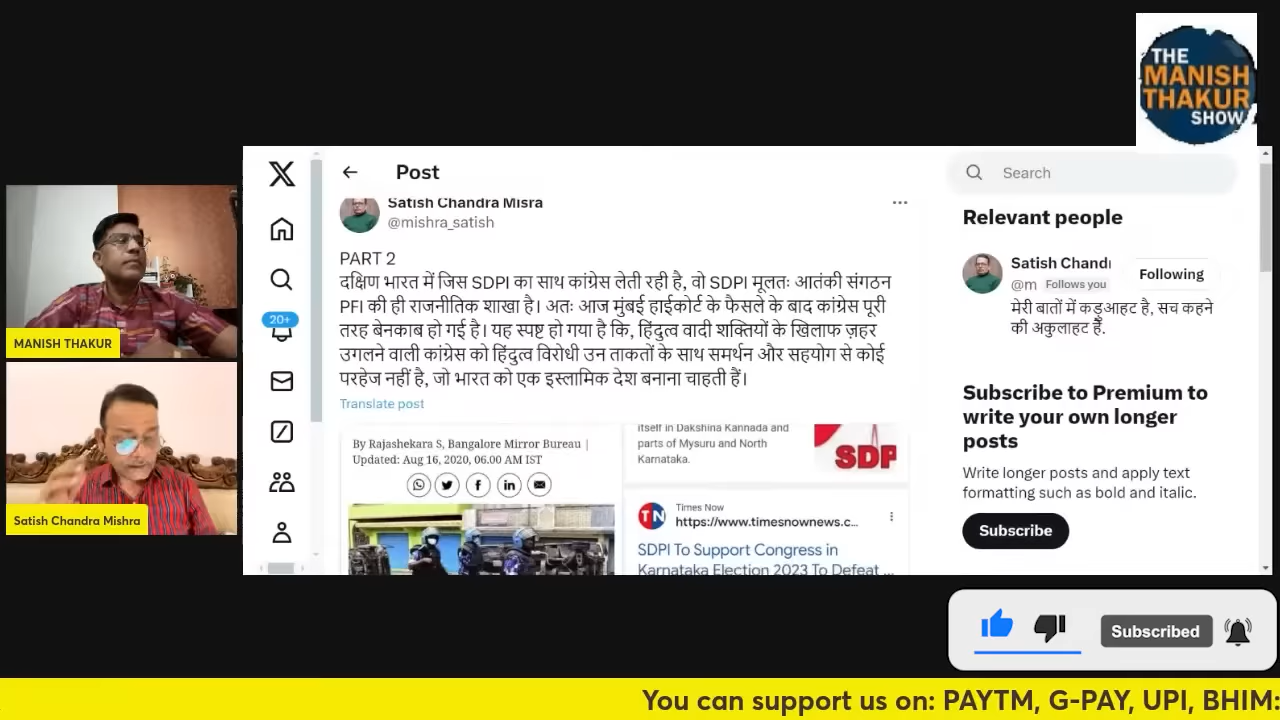 THE
MANISH
THAKUR
SHOW
Post
Search
Satish Chandra Misra
@mishra_satish
PART 2
दक्षिण भारत में जिस SDPI का साथ कांग्रेस लेती रही है, वो SDPI मूलतः आतंकी संगठन
PFI की ही राजनीतिक शाखा है। अतः आज मुंबई हाईकोर्ट के फैसले के बाद कांग्रेस पूरी
तरह बेनकाब हो गई है। यह स्पष्ट हो गया है कि, हिंदुत्व वादी शक्तियों के खिलाफ ज़हर
उगलने वाली कांग्रेस को हिंदुत्व विरोधी उन ताकतों के साथ समर्थन और सहयोग से कोई
परहेज नहीं है, जो भारत को एक इस्लामिक देश बनाना चाहती हैं।
Translate post
By Rajashekara S, Bangalore Mirror Bureau |
Updated: Aug 16, 2020, 06.00 AM IST
itself in Dakshina Kannada and
parts of Mysuru and North
Karnataka.
SDP
TN
Times Now
https://www.timesnownews.c...
SDPI To Support Congress in
Karnataka Election 2023 To Defeat ...
Relevant people
Satish Chand
Following
@m Follows you
मेरी बातों में कड़ुआहट है, सच कहने
की अकुलाहट हैं.
Subscribe to Premium to
write your own longer
posts
Write longer posts and apply text
formatting such as bold and italic.
Subscribe
20+
MANISH THAKUR
Satish Chandra Mishra
Subscribed
You can support us on: PAYTM, G-PAY, UPI, BHIM: